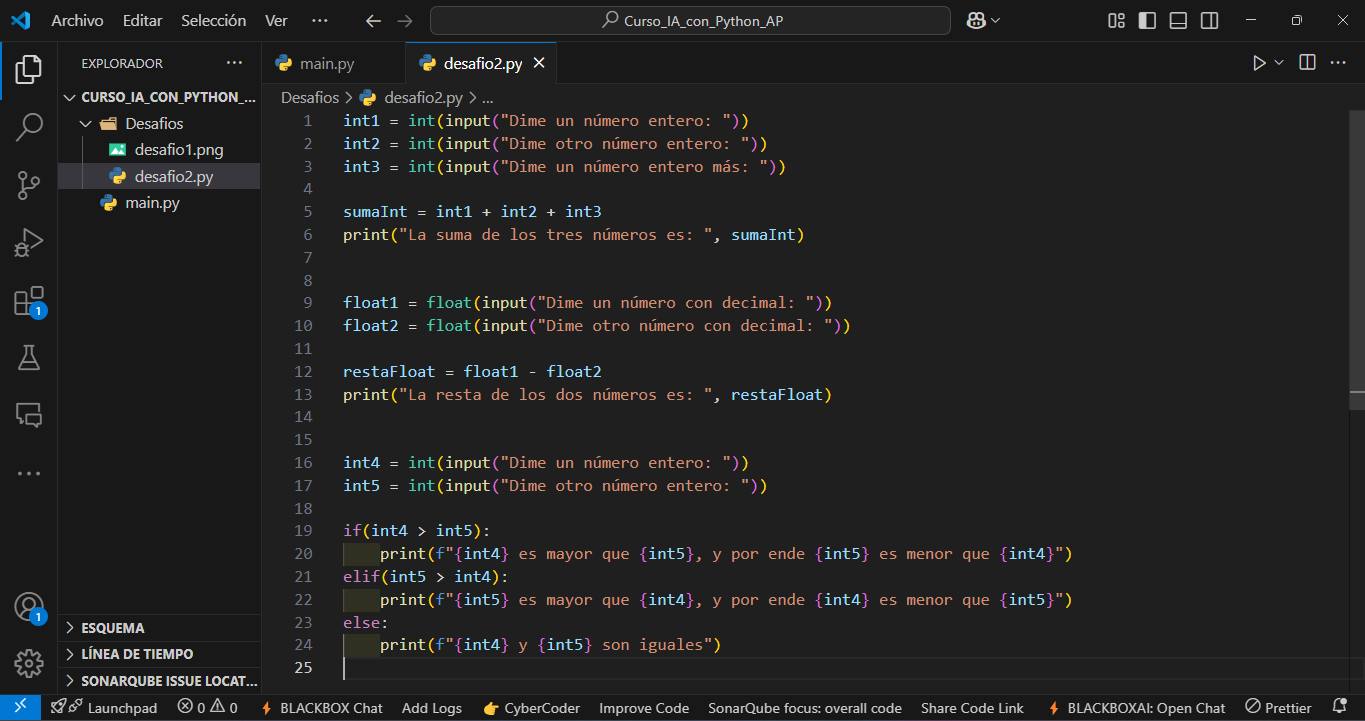 Archivo Editar Selección Ver ··· Curso_IA_con_Python_AP
EXPLORADOR ···
CURSO_IA_CON_PYTHON_...
Desafios
desafio1.png
desafio2.py
main.py
1
1
ESQUEMA
LÍNEA DE TIEMPO
SONARQUBE ISSUE LOCAT...
main.py desafio2.py
Desafios > desafio2.py > ...
1 int1 = int(input("Dime un número entero: "))
2 int2 = int(input("Dime otro número entero: "))
3 int3 = int(input("Dime un número entero más: "))
4
5 sumaInt = int1 + int2 + int3
6 print("La suma de los tres números es: ", sumaInt)
7
8
9 float1 = float(input("Dime un número con decimal: "))
10 float2 = float(input("Dime otro número con decimal: "))
11
12 restaFloat = float1 - float2
13 print("La resta de los dos números es: ", restaFloat)
14
15
16 int4 = int(input("Dime un número entero: "))
17 int5 = int(input("Dime otro número entero: "))
18
19 if(int4 > int5):
20     print(f"{int4} es mayor que {int5}, y por ende {int5} es menor que {int4}")
21 elif(int5 > int4):
22     print(f"{int5} es mayor que {int4}, y por ende {int4} es menor que {int5}")
23 else:
24     print(f"{int4} y {int5} son iguales")
25
Launchpad 0 0 BLACKBOX Chat Add Logs CyberCoder Improve Code SonarQube focus: overall code Share Code Link BLACKBOXAI: Open Chat Prettier